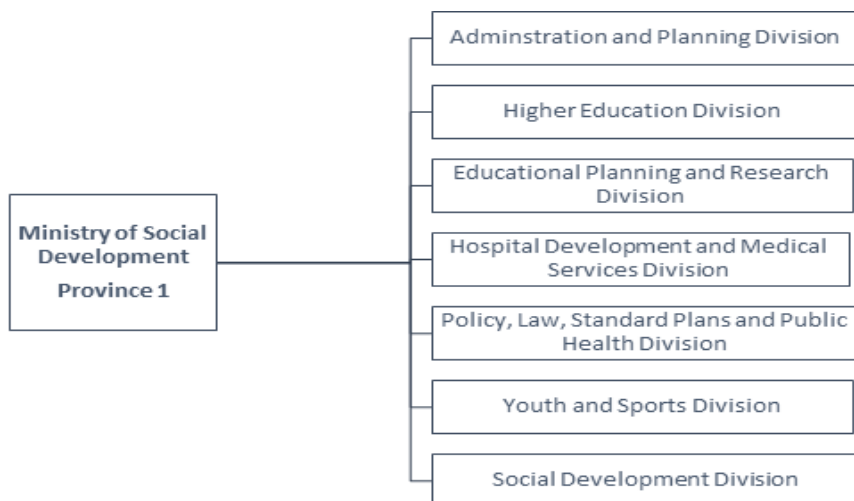 Adminstration and Planning Division
Higher Education Division
Educational Planning and Research
Division
Ministry of Social
Development
Province 1
Hospital Development and Medical
Services Division
Policy, Law, Standard Plans and Public
Health Division
Youth and Sports Division
Social Development Division